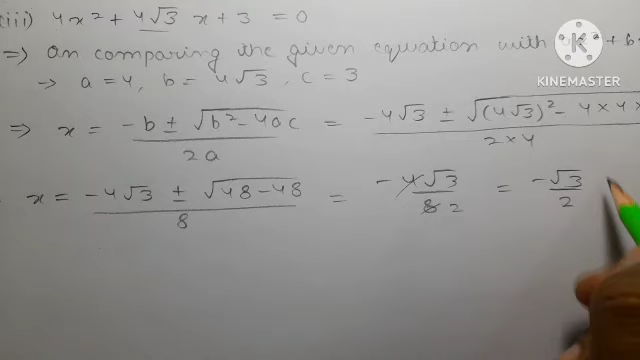 iii) 4x² + 4√3 x + 3 = 0
⇒ on comparing the given equation with
→ a = 4, b = 4√3, c = 3
⇒ x = (-b ± √(b² - 4ac)) / 2a = (-4√3 ± √((4√3)² - 4×4×)) / (2×4)
x = (-4√3 ± √(48 - 48)) / 8 = -4√3 / 8 2 = -√3 / 2
KINEMASTER